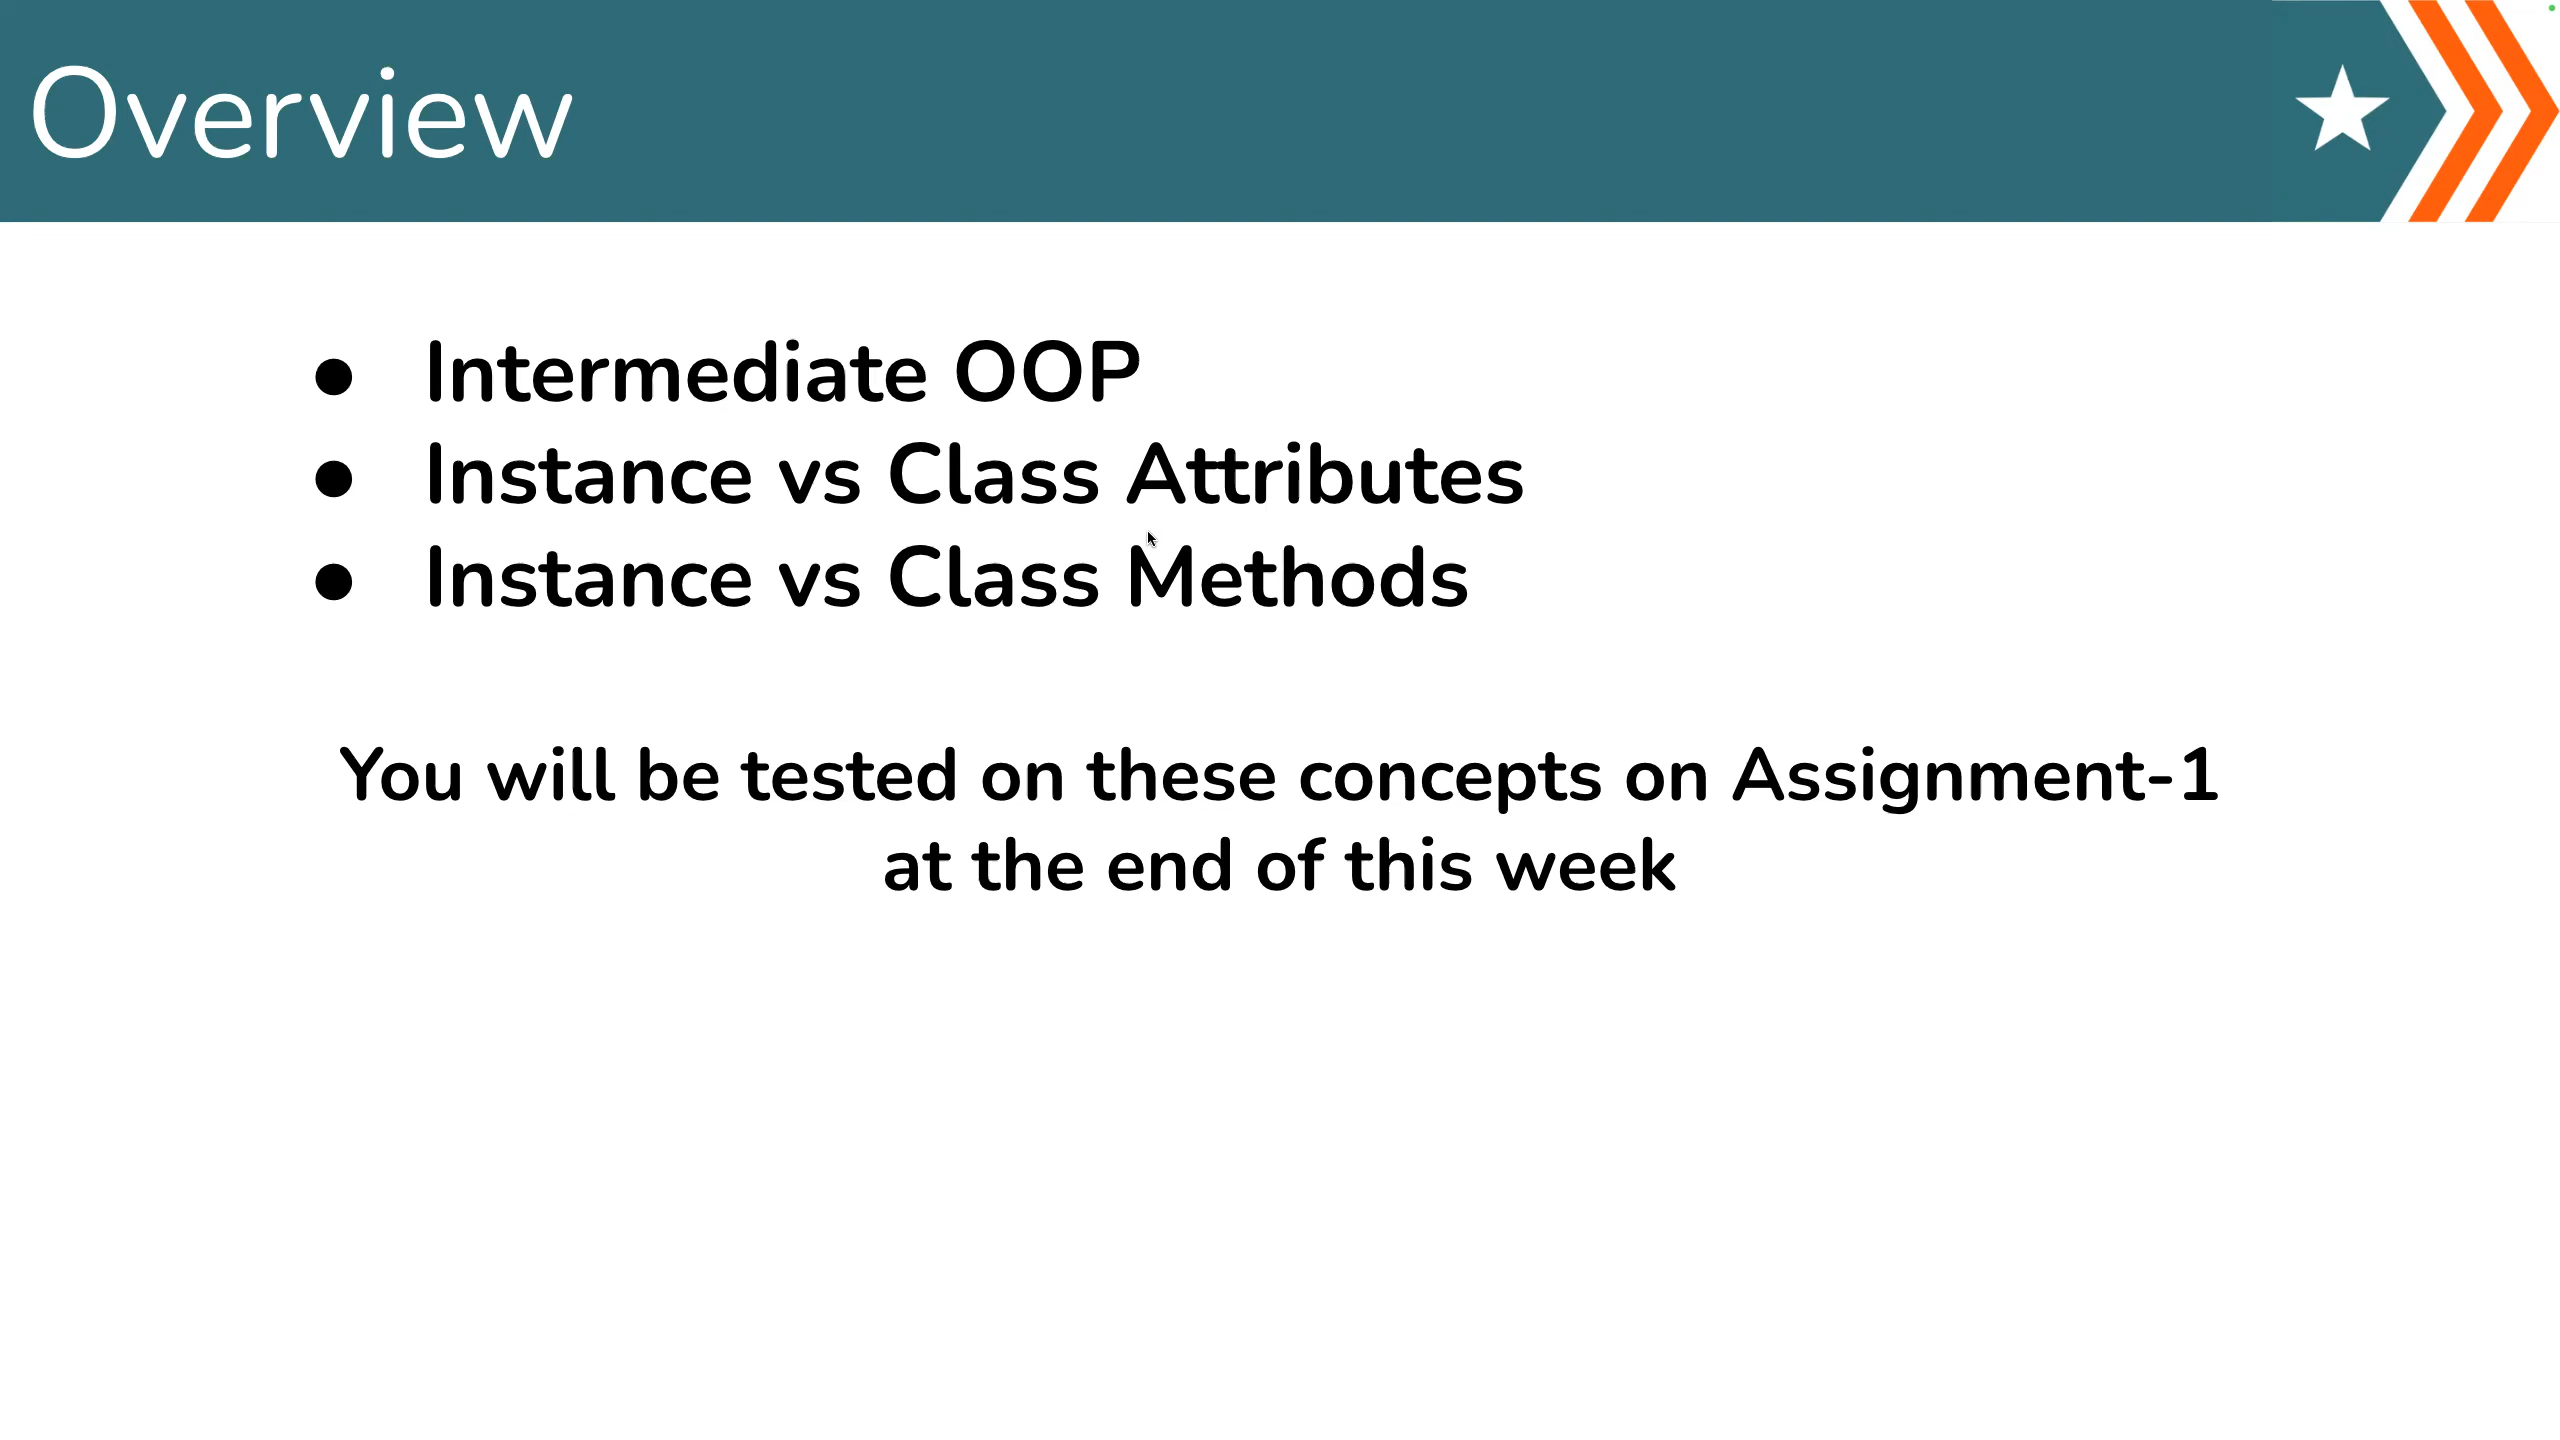 Overview
● Intermediate OOP
● Instance vs Class Attributes
● Instance vs Class Methods
You will be tested on these concepts on Assignment-1
at the end of this week